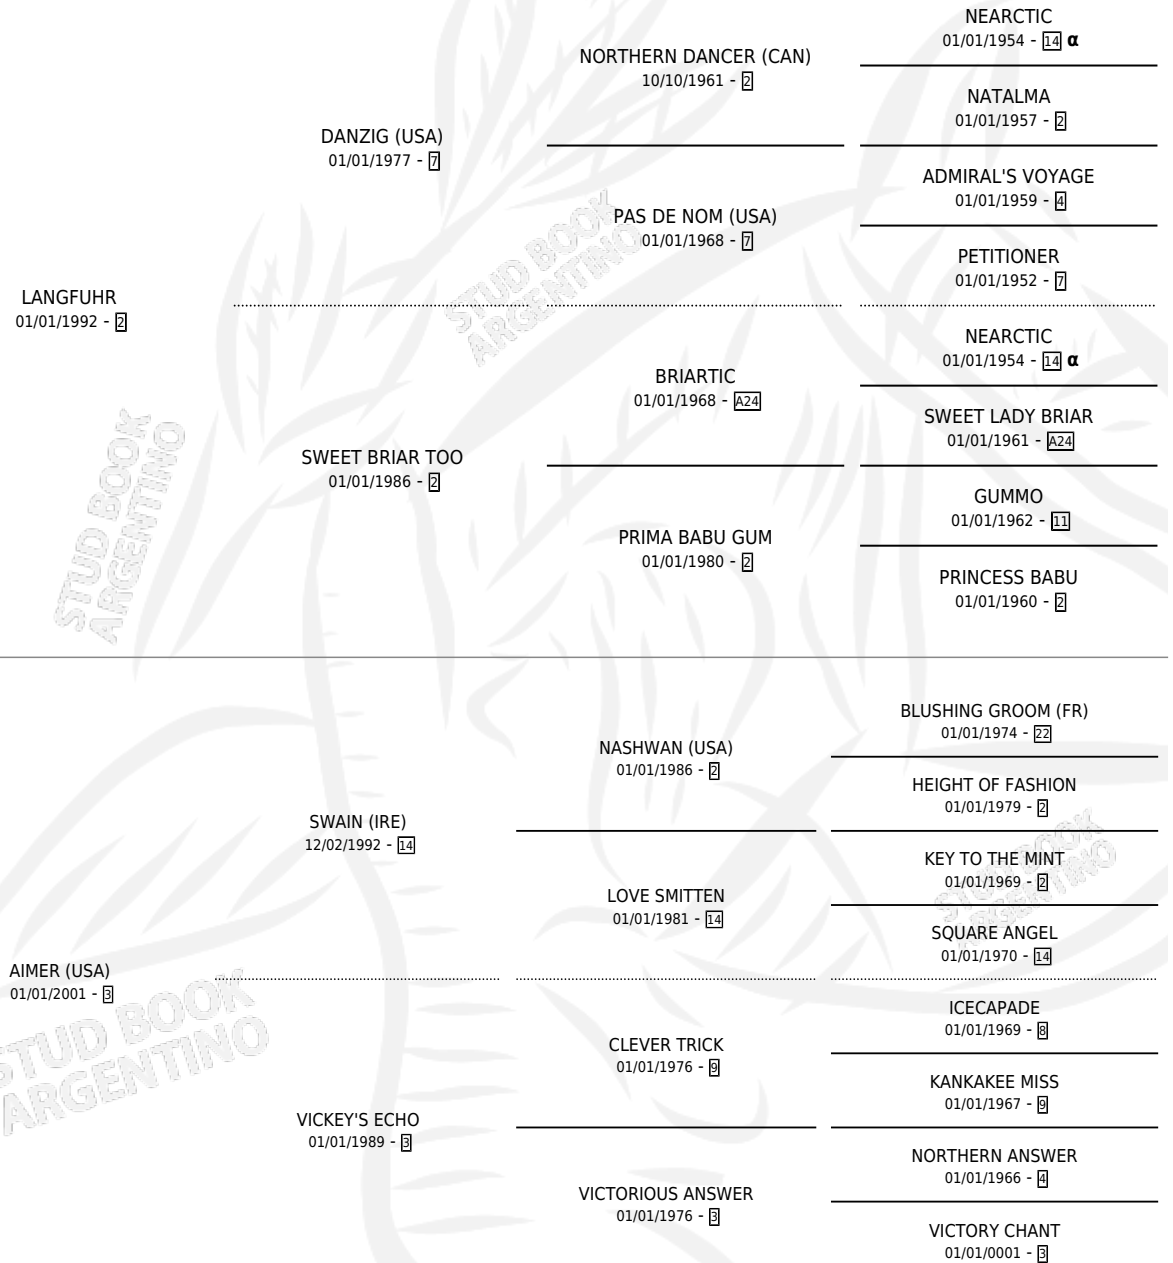 NEARCTIC
01/01/1954 - 14 α
NORTHERN DANCER (CAN)
10/10/1961 - 2
NATALMA
01/01/1957 - 2
DANZIG (USA)
01/01/1977 - 7
ADMIRAL'S VOYAGE
01/01/1959 - 4
PAS DE NOM (USA)
01/01/1968 - 7
PETITIONER
01/01/1952 - 7
LANGFUHR
01/01/1992 - 2
NEARCTIC
01/01/1954 - 14 α
BRIARTIC
01/01/1968 - A24
SWEET LADY BRIAR
01/01/1961 - A24
SWEET BRIAR TOO
01/01/1986 - 2
GUMMO
01/01/1962 - 11
PRIMA BABU GUM
01/01/1980 - 2
PRINCESS BABU
01/01/1960 - 2
STUD BOOK
ARGENTINO
STUD BOOK
ARGENTINO
BLUSHING GROOM (FR)
01/01/1974 - 22
NASHWAN (USA)
01/01/1986 - 2
HEIGHT OF FASHION
01/01/1979 - 2
SWAIN (IRE)
12/02/1992 - 14
KEY TO THE MINT
01/01/1969 - 2
LOVE SMITTEN
01/01/1981 - 14
SQUARE ANGEL
01/01/1970 - 14
AIMER (USA)
01/01/2001 - 3
ICECAPADE
01/01/1969 - 8
CLEVER TRICK
01/01/1976 - 9
KANKAKEE MISS
01/01/1967 - 9
VICKEY'S ECHO
01/01/1989 - 3
NORTHERN ANSWER
01/01/1966 - 4
VICTORIOUS ANSWER
01/01/1976 - 3
VICTORY CHANT
01/01/0001 - 3
STUD BOOK
ARGENTINO
STUD BOOK
ARGENTINO